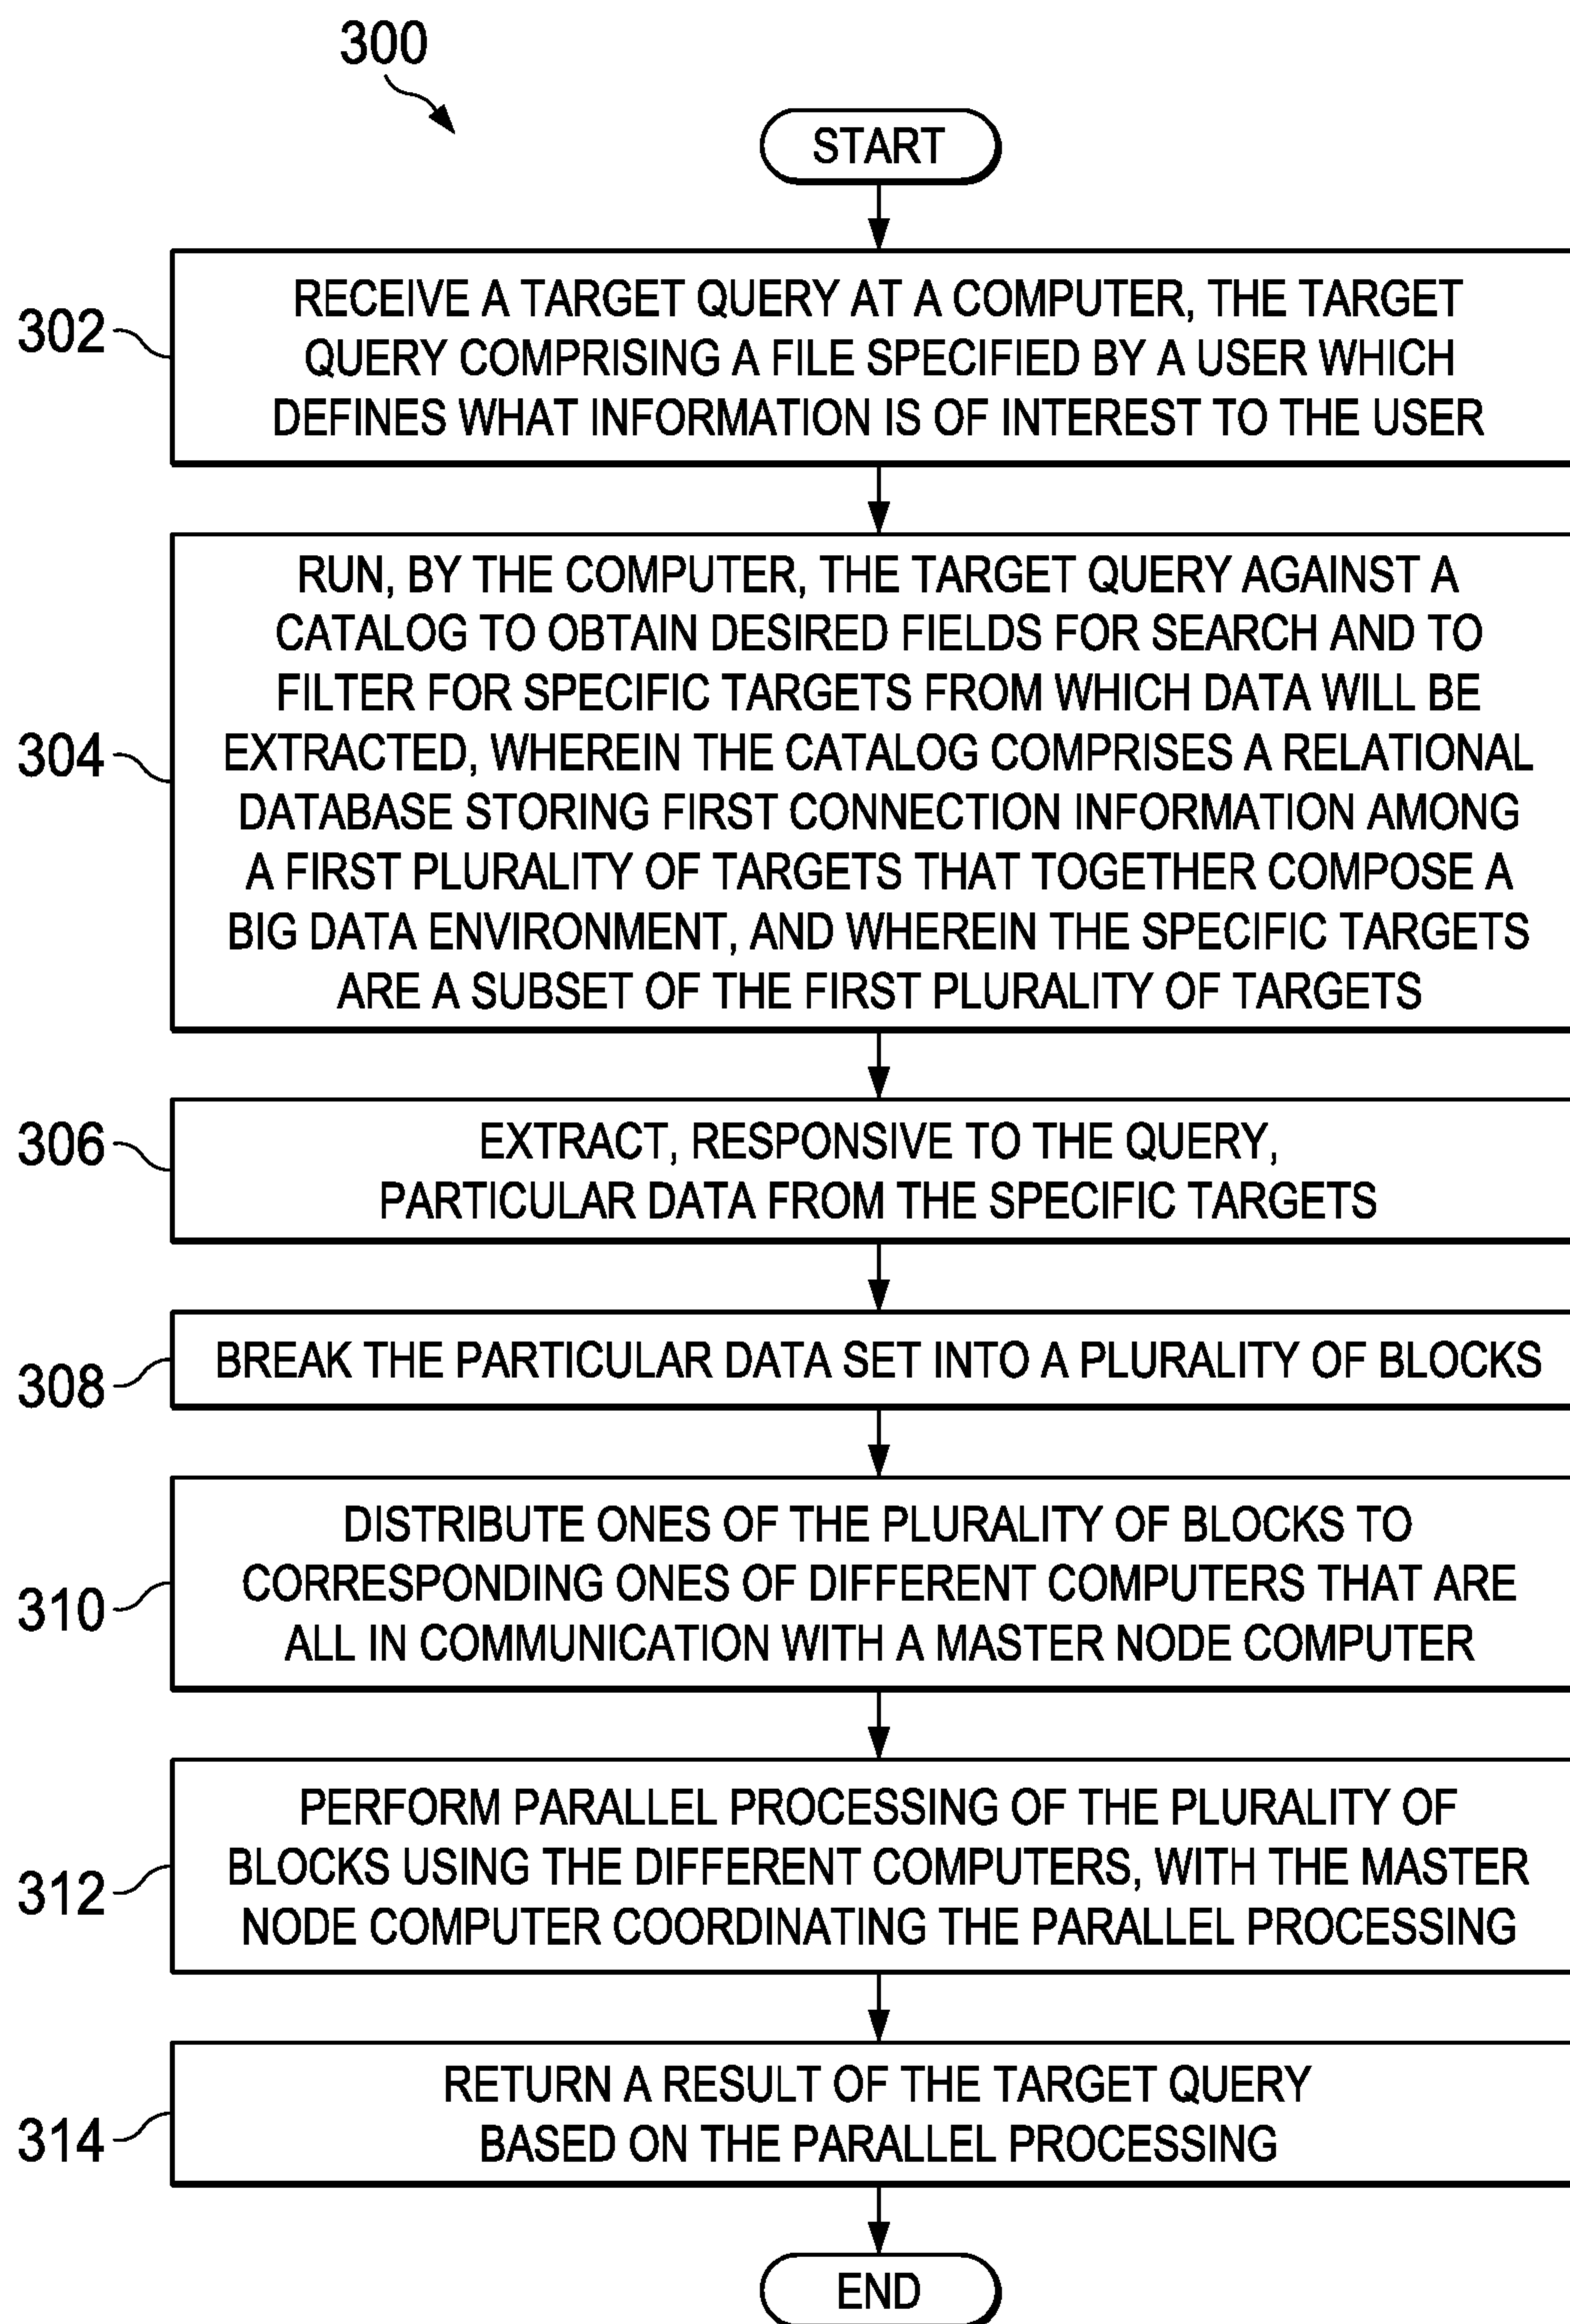 300
START
302
RECEIVE A TARGET QUERY AT A COMPUTER, THE TARGET
QUERY COMPRISING A FILE SPECIFIED BY A USER WHICH
DEFINES WHAT INFORMATION IS OF INTEREST TO THE USER
304
RUN, BY THE COMPUTER, THE TARGET QUERY AGAINST A
CATALOG TO OBTAIN DESIRED FIELDS FOR SEARCH AND TO
FILTER FOR SPECIFIC TARGETS FROM WHICH DATA WILL BE
EXTRACTED, WHEREIN THE CATALOG COMPRISES A RELATIONAL
DATABASE STORING FIRST CONNECTION INFORMATION AMONG
A FIRST PLURALITY OF TARGETS THAT TOGETHER COMPOSE A
BIG DATA ENVIRONMENT, AND WHEREIN THE SPECIFIC TARGETS
ARE A SUBSET OF THE FIRST PLURALITY OF TARGETS
306
EXTRACT, RESPONSIVE TO THE QUERY,
PARTICULAR DATA FROM THE SPECIFIC TARGETS
308
BREAK THE PARTICULAR DATA SET INTO A PLURALITY OF BLOCKS
310
DISTRIBUTE ONES OF THE PLURALITY OF BLOCKS TO
CORRESPONDING ONES OF DIFFERENT COMPUTERS THAT ARE
ALL IN COMMUNICATION WITH A MASTER NODE COMPUTER
312
PERFORM PARALLEL PROCESSING OF THE PLURALITY OF
BLOCKS USING THE DIFFERENT COMPUTERS, WITH THE MASTER
NODE COMPUTER COORDINATING THE PARALLEL PROCESSING
314
RETURN A RESULT OF THE TARGET QUERY
BASED ON THE PARALLEL PROCESSING
END